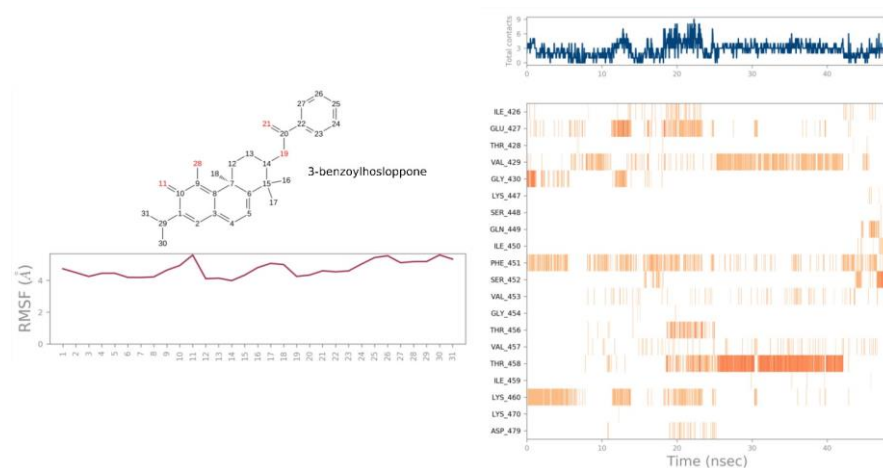 26
27
25
21
20
22
24
23
13
19
28
12
14
3-benzoylhosloppone
11
9
18
7
15
16
10
8
6
17
31
1
3
5
29
2
4
30
RMSF (Å)
4
2
0
1 2 3 4 5 6 7 8 9 10 11 12 13 14 15 16 17 18 19 20 21 22 23 24 25 26 27 28 29 30 31
Total contacts
9
6
3
0
0 10 20 30 40
ILE_426
GLU_427
THR_428
VAL_429
GLY_430
LYS_447
SER_448
GLN_449
ILE_450
PHE_451
SER_452
VAL_453
GLY_454
THR_456
VAL_457
THR_458
ILE_459
LYS_460
LYS_470
ASP_479
0 10 20 30 40
Time (nsec)